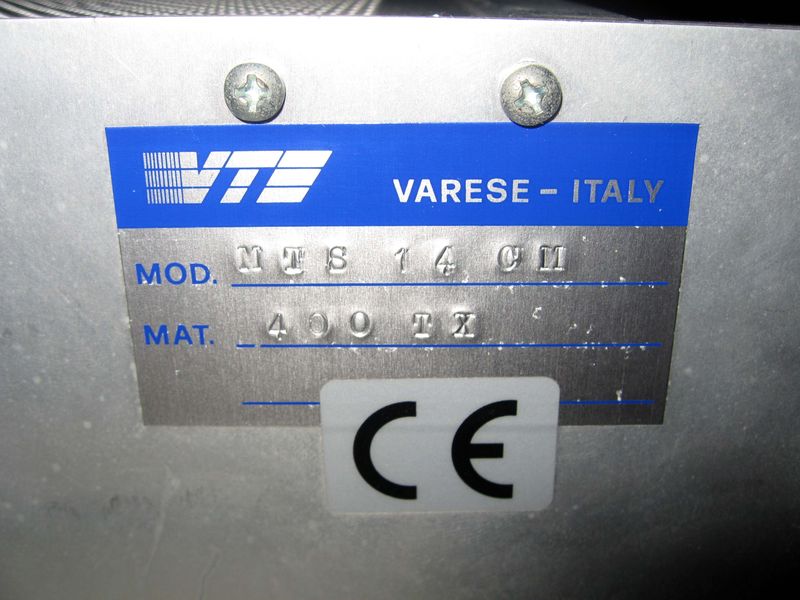 VTE VARESE – ITALY
MOD. MTS 14 CM
MAT. 400 TX
CE